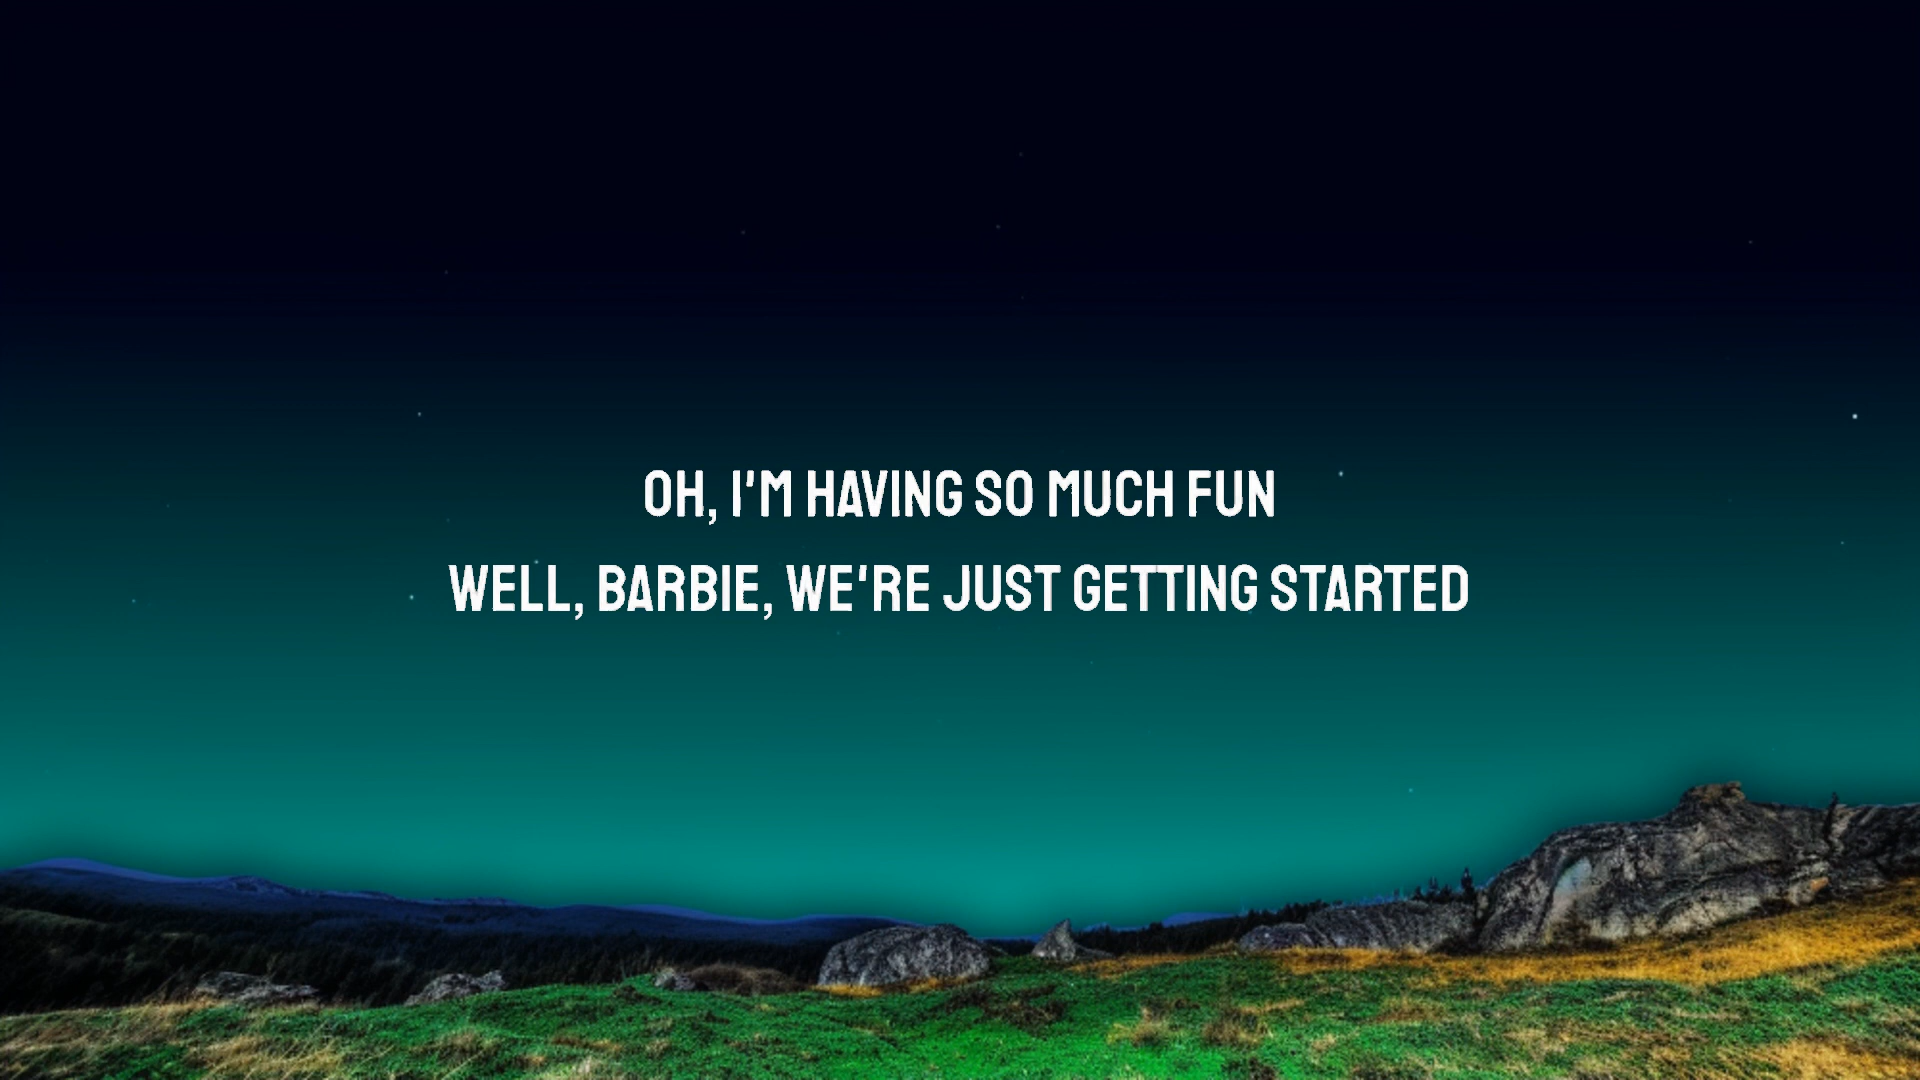 OH, I'M HAVING SO MUCH FUN
WELL, BARBIE, WE'RE JUST GETTING STARTED